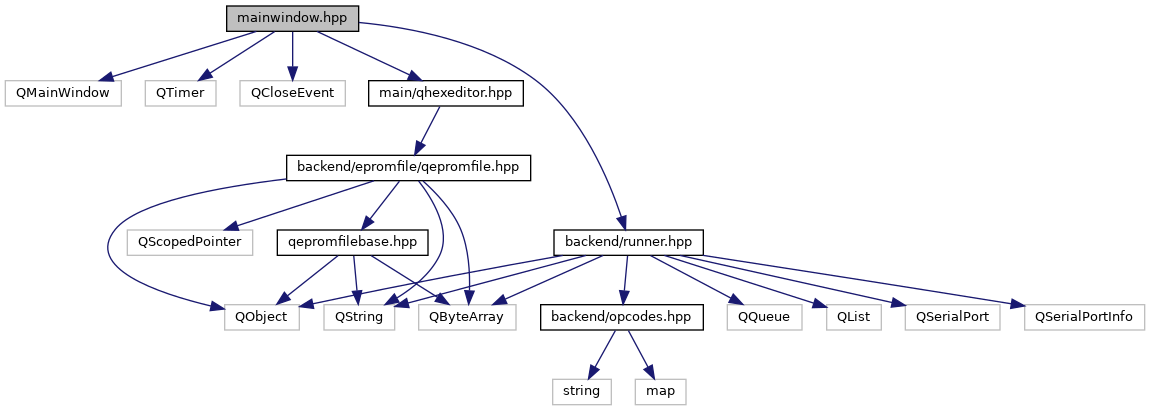 mainwindow.hpp
QMainWindow
QTimer
QCloseEvent
main/qhexeditor.hpp
backend/epromfile/qepromfile.hpp
QScopedPointer
qepromfilebase.hpp
backend/runner.hpp
QObject
QString
QByteArray
backend/opcodes.hpp
QQueue
QList
QSerialPort
QSerialPortInfo
string
map